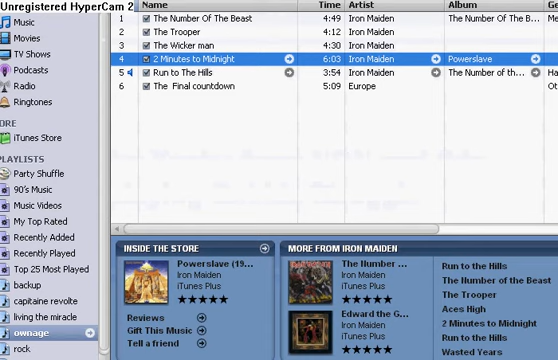 Unregistered HyperCam 2
Name Time Artist Album Ge
1 The Number Of The Beast 4:49 Iron Maiden The Number Of The B... Me
2 The Trooper 4:12 Iron Maiden
3 The Wicker man 4:30 Iron Maiden
4 2 Minutes to Midnight 6:03 Iron Maiden Powerslave
5 Run to The Hills 3:54 Iron Maiden The Number of th... Ha
6 The Final countdown 5:09 Europe Ro
Music
Movies
TV Shows
Podcasts
Radio
Ringtones
ORE
iTunes Store
PLAYLISTS
Party Shuffle
90's Music
Music Videos
My Top Rated
Recently Added
Recently Played
Top 25 Most Played
backup
capitaine revolte
living the miracle
ownage
rock
INSIDE THE STORE
Powerslave (19...
Iron Maiden
iTunes Plus
★★★★★
Reviews
Gift This Music
Tell a friend
MORE FROM IRON MAIDEN
The Number ...
Iron Maiden
iTunes Plus
★★★★★
Edward the G...
Iron Maiden
iTunes Plus
★★★★★
Run to the Hills
The Number of the Beast
The Trooper
Aces High
2 Minutes to Midnight
Run to the Hills
Wasted Years